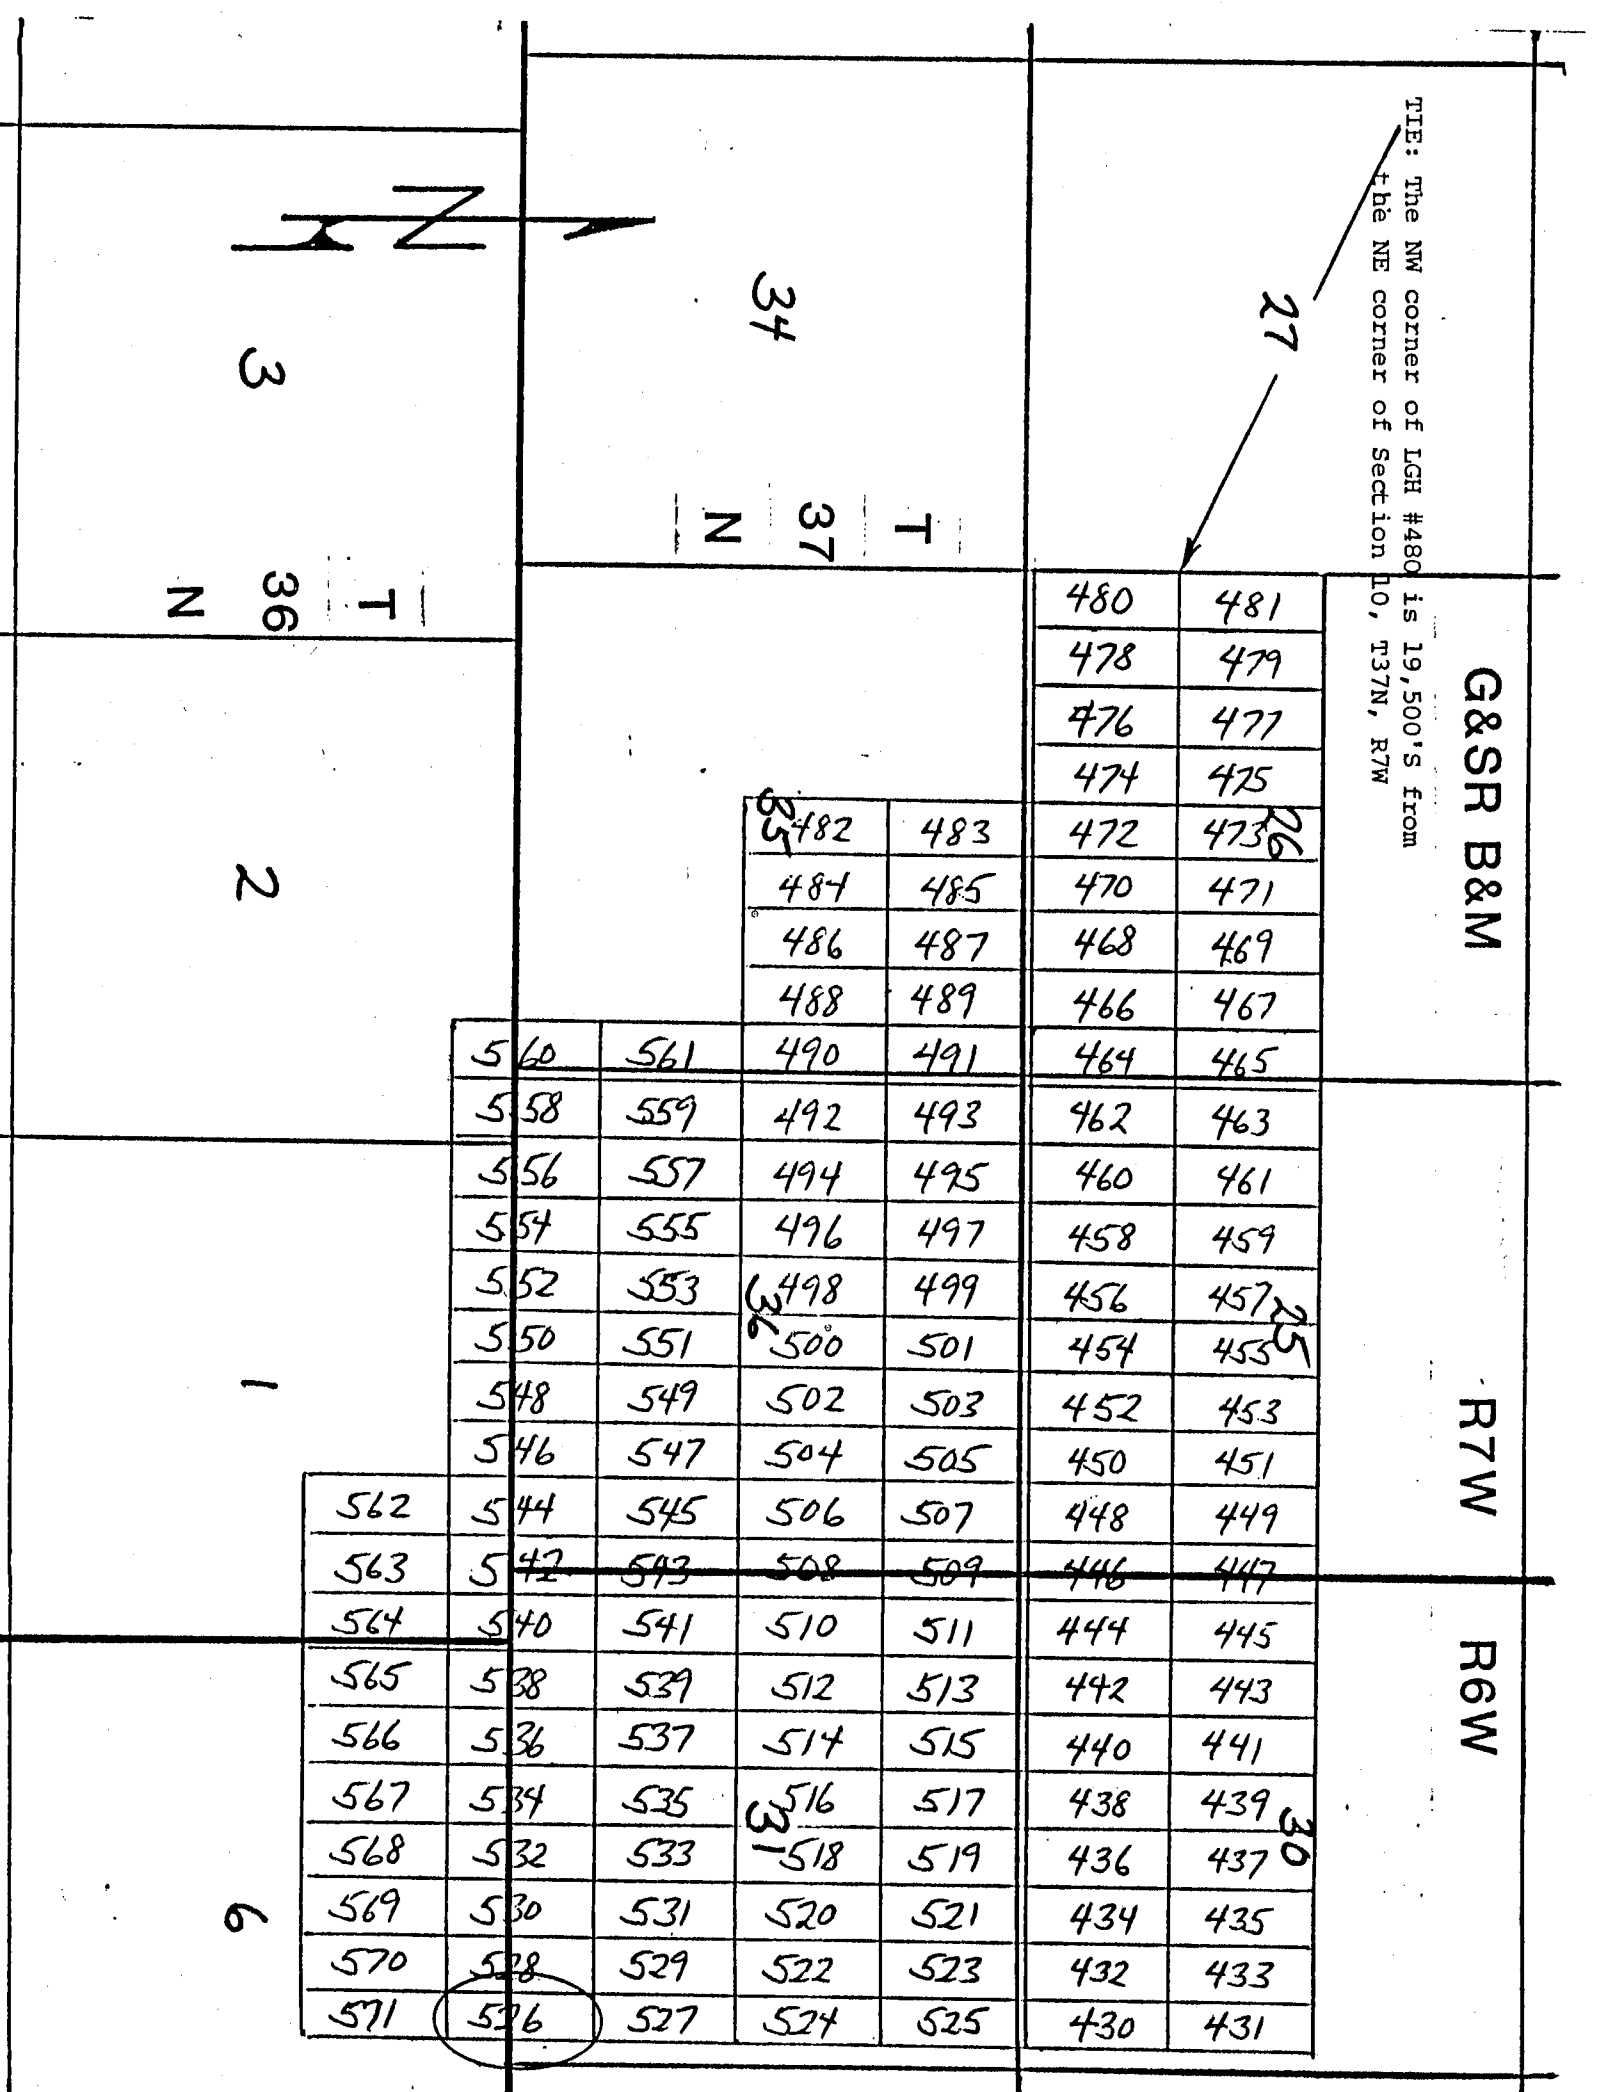 TIE: The NW corner of LGH #480 is 19,500'S from
the NE corner of Section 10, T37N, R7W
G&SR B&M
R7W
R6W
27
34
3
N
T
37
N
T
36
N
2
1
6
35
26
36
25
31
30
480 481
478 479
476 477
474 475
482 483 472 473
484 485 470 471
486 487 468 469
488 489 466 467
560 561 490 491 464 465
558 559 492 493 462 463
556 557 494 495 460 461
554 555 496 497 458 459
552 553 498 499 456 457
550 551 500 501 454 455
548 549 502 503 452 453
546 547 504 505 450 451
562 544 545 506 507 448 449
563 542 543 508 509 446 447
564 540 541 510 511 444 445
565 538 539 512 513 442 443
566 536 537 514 515 440 441
567 534 535 516 517 438 439
568 532 533 518 519 436 437
569 530 531 520 521 434 435
570 528 529 522 523 432 433
571 526 527 524 525 430 431